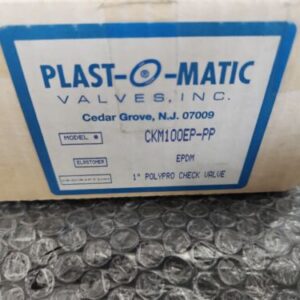 PLAST-O-MATIC
VALVES, INC.
Cedar Grove, N.J. 07009
MODEL # CKM100EP-PP
ELASTOMER EPDM
1" POLYPRO CHECK VALVE